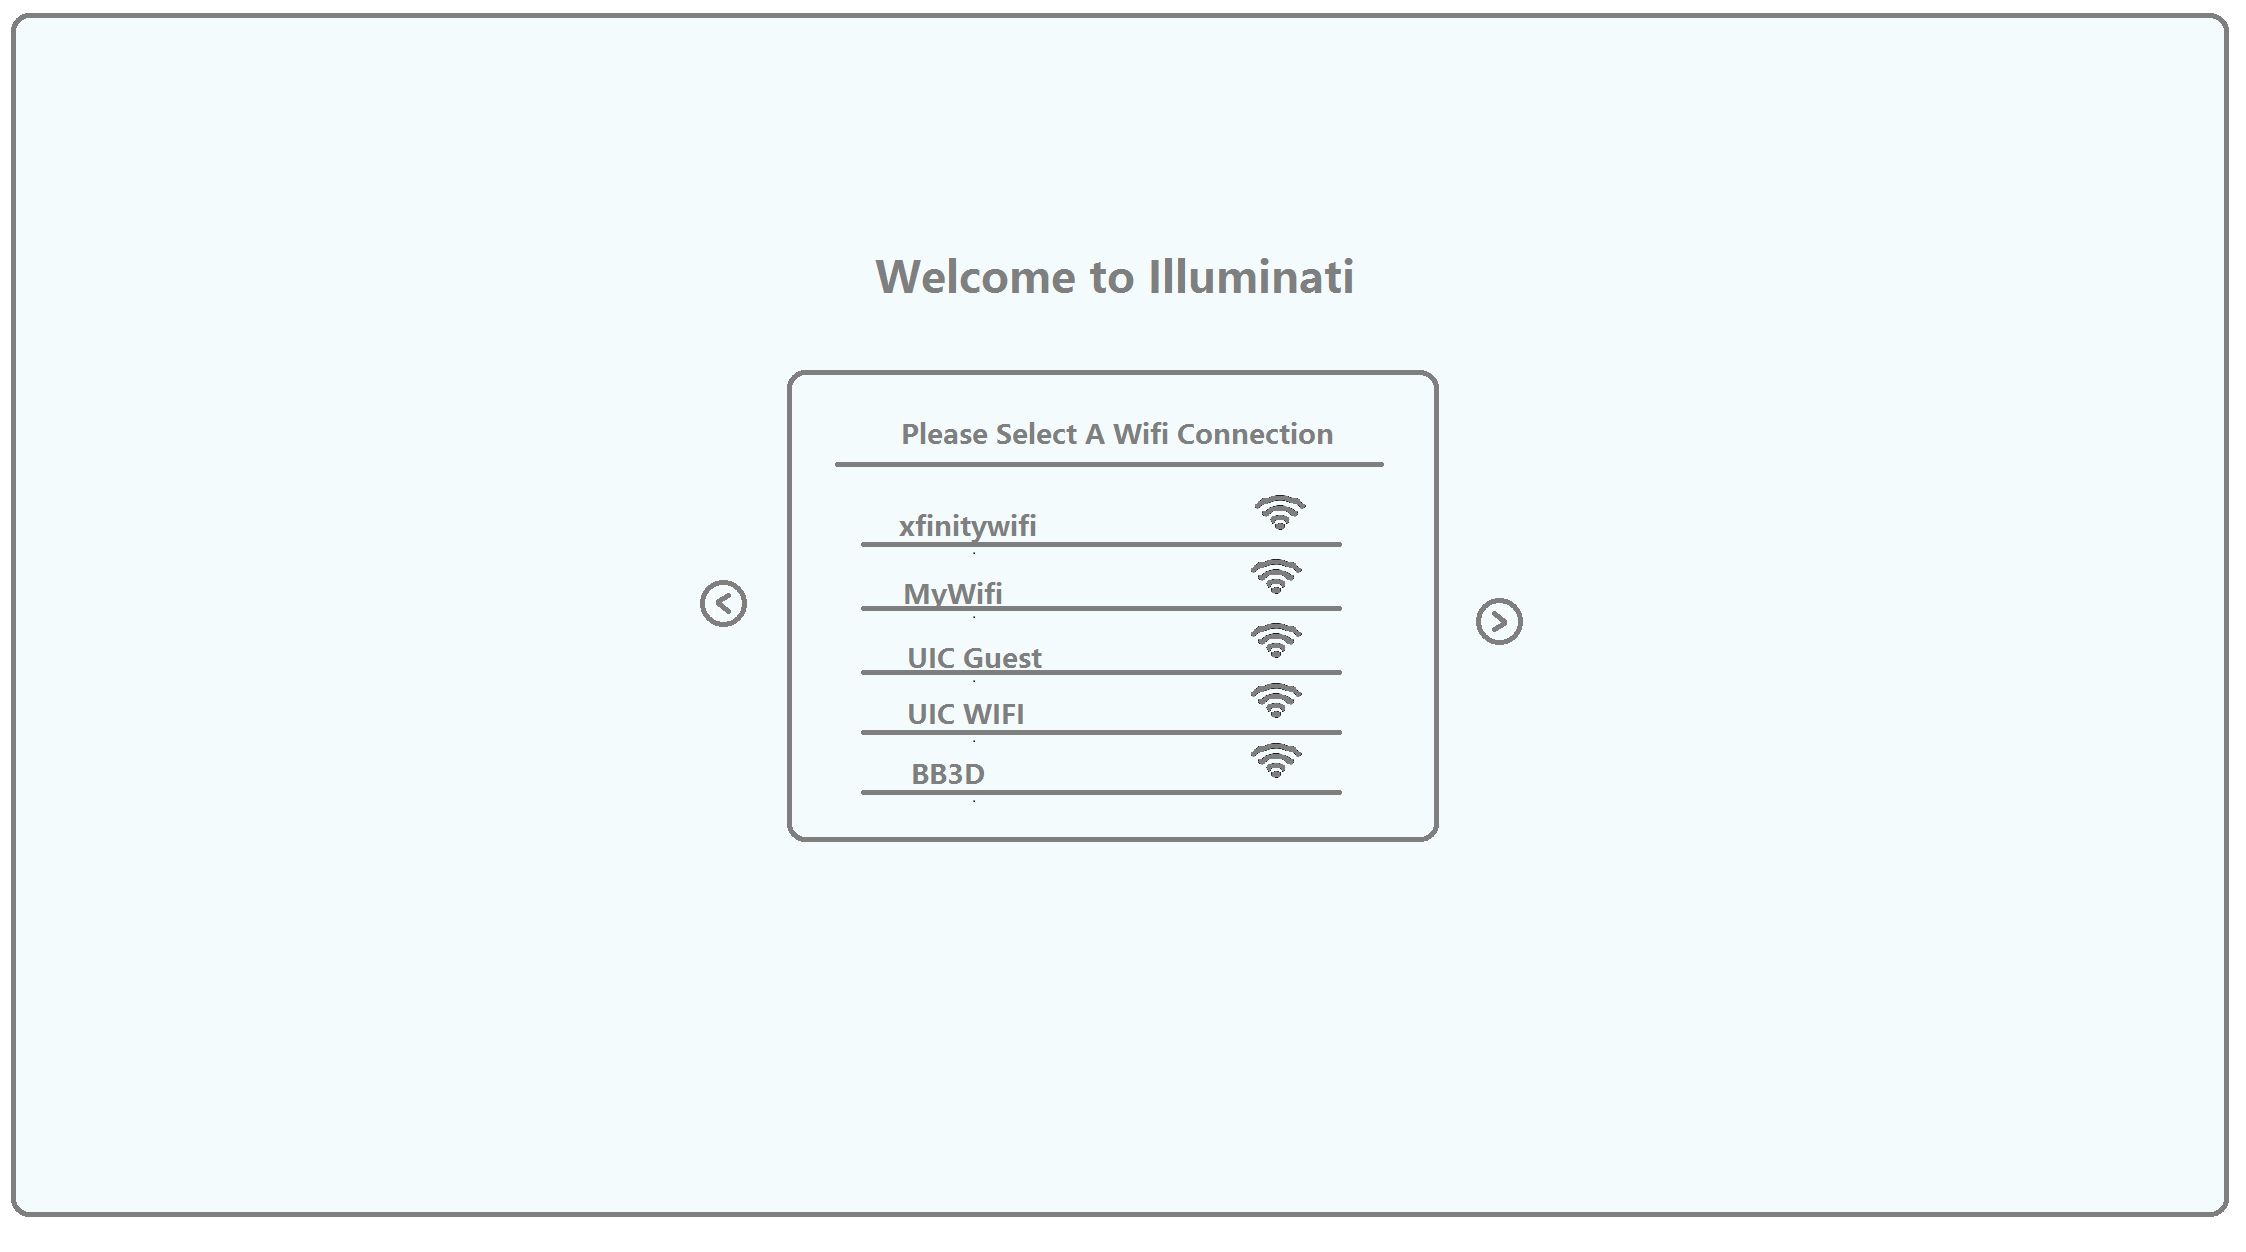 Welcome to Illuminati
Please Select A Wifi Connection
xfinitywifi
MyWifi
UIC Guest
UIC WIFI
BB3D